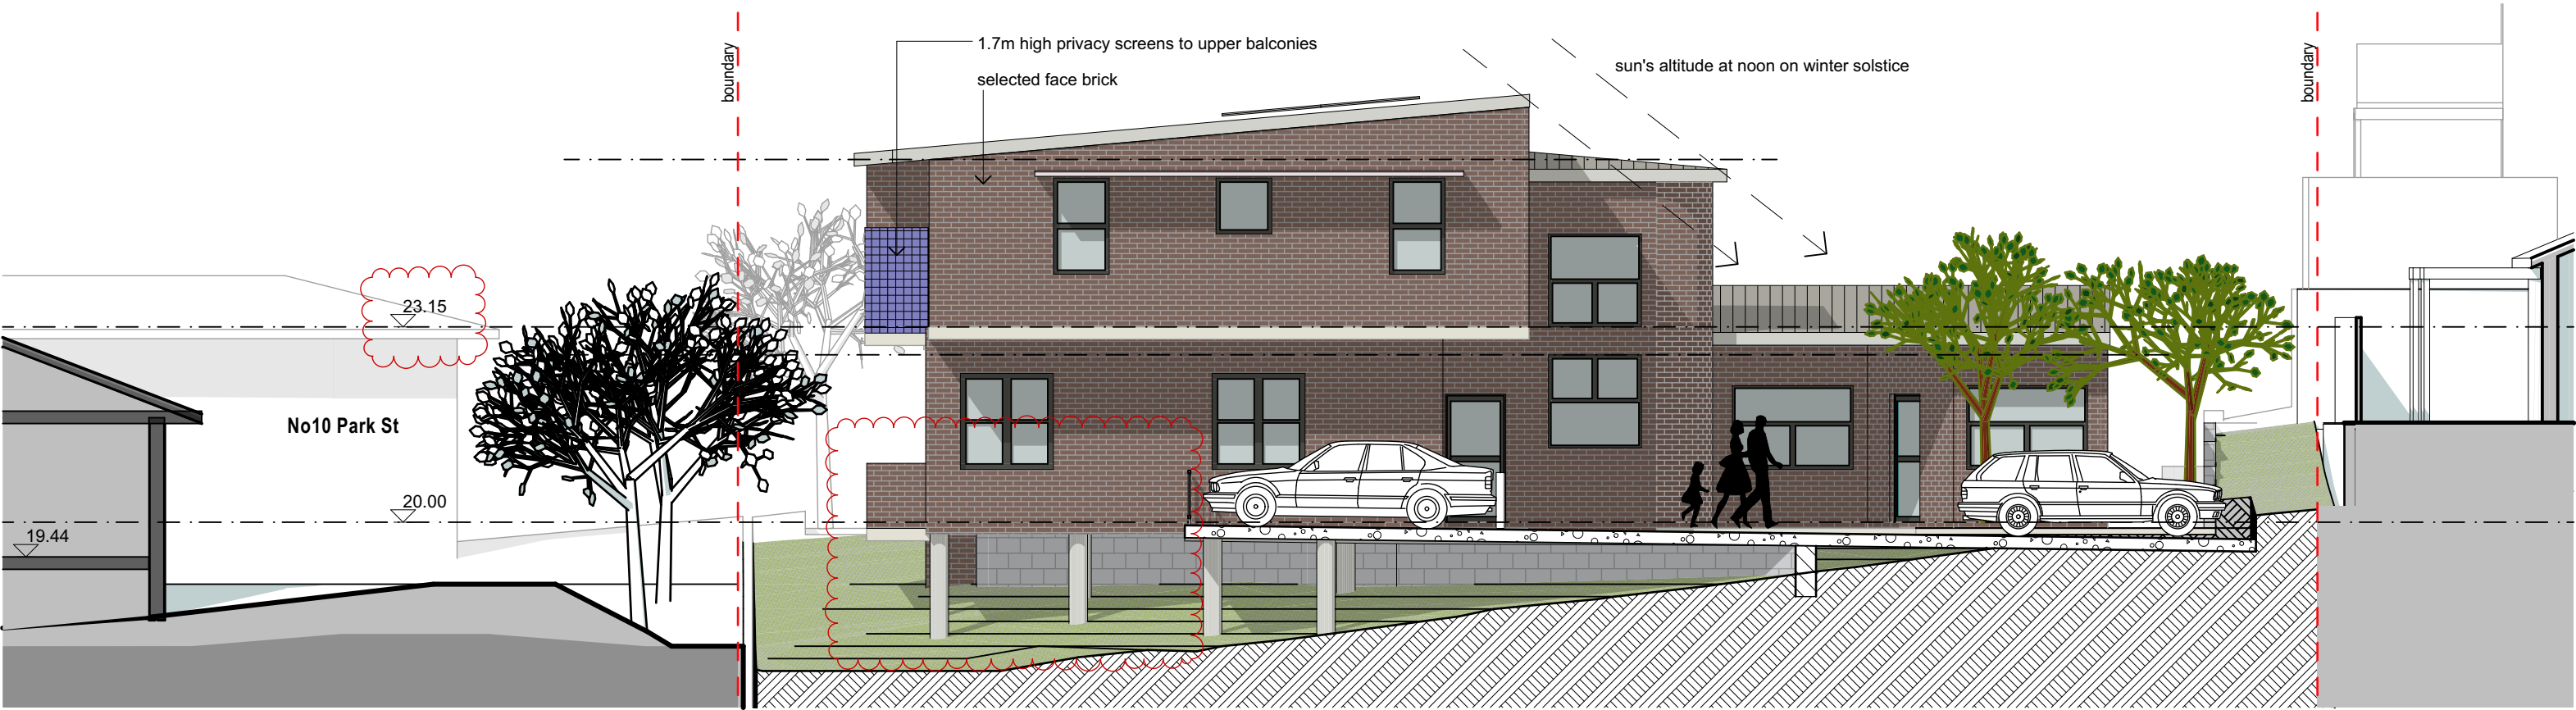 boundary
1.7m high privacy screens to upper balconies
selected face brick
sun's altitude at noon on winter solstice
boundary
23.15
No10 Park St
20.00
19.44